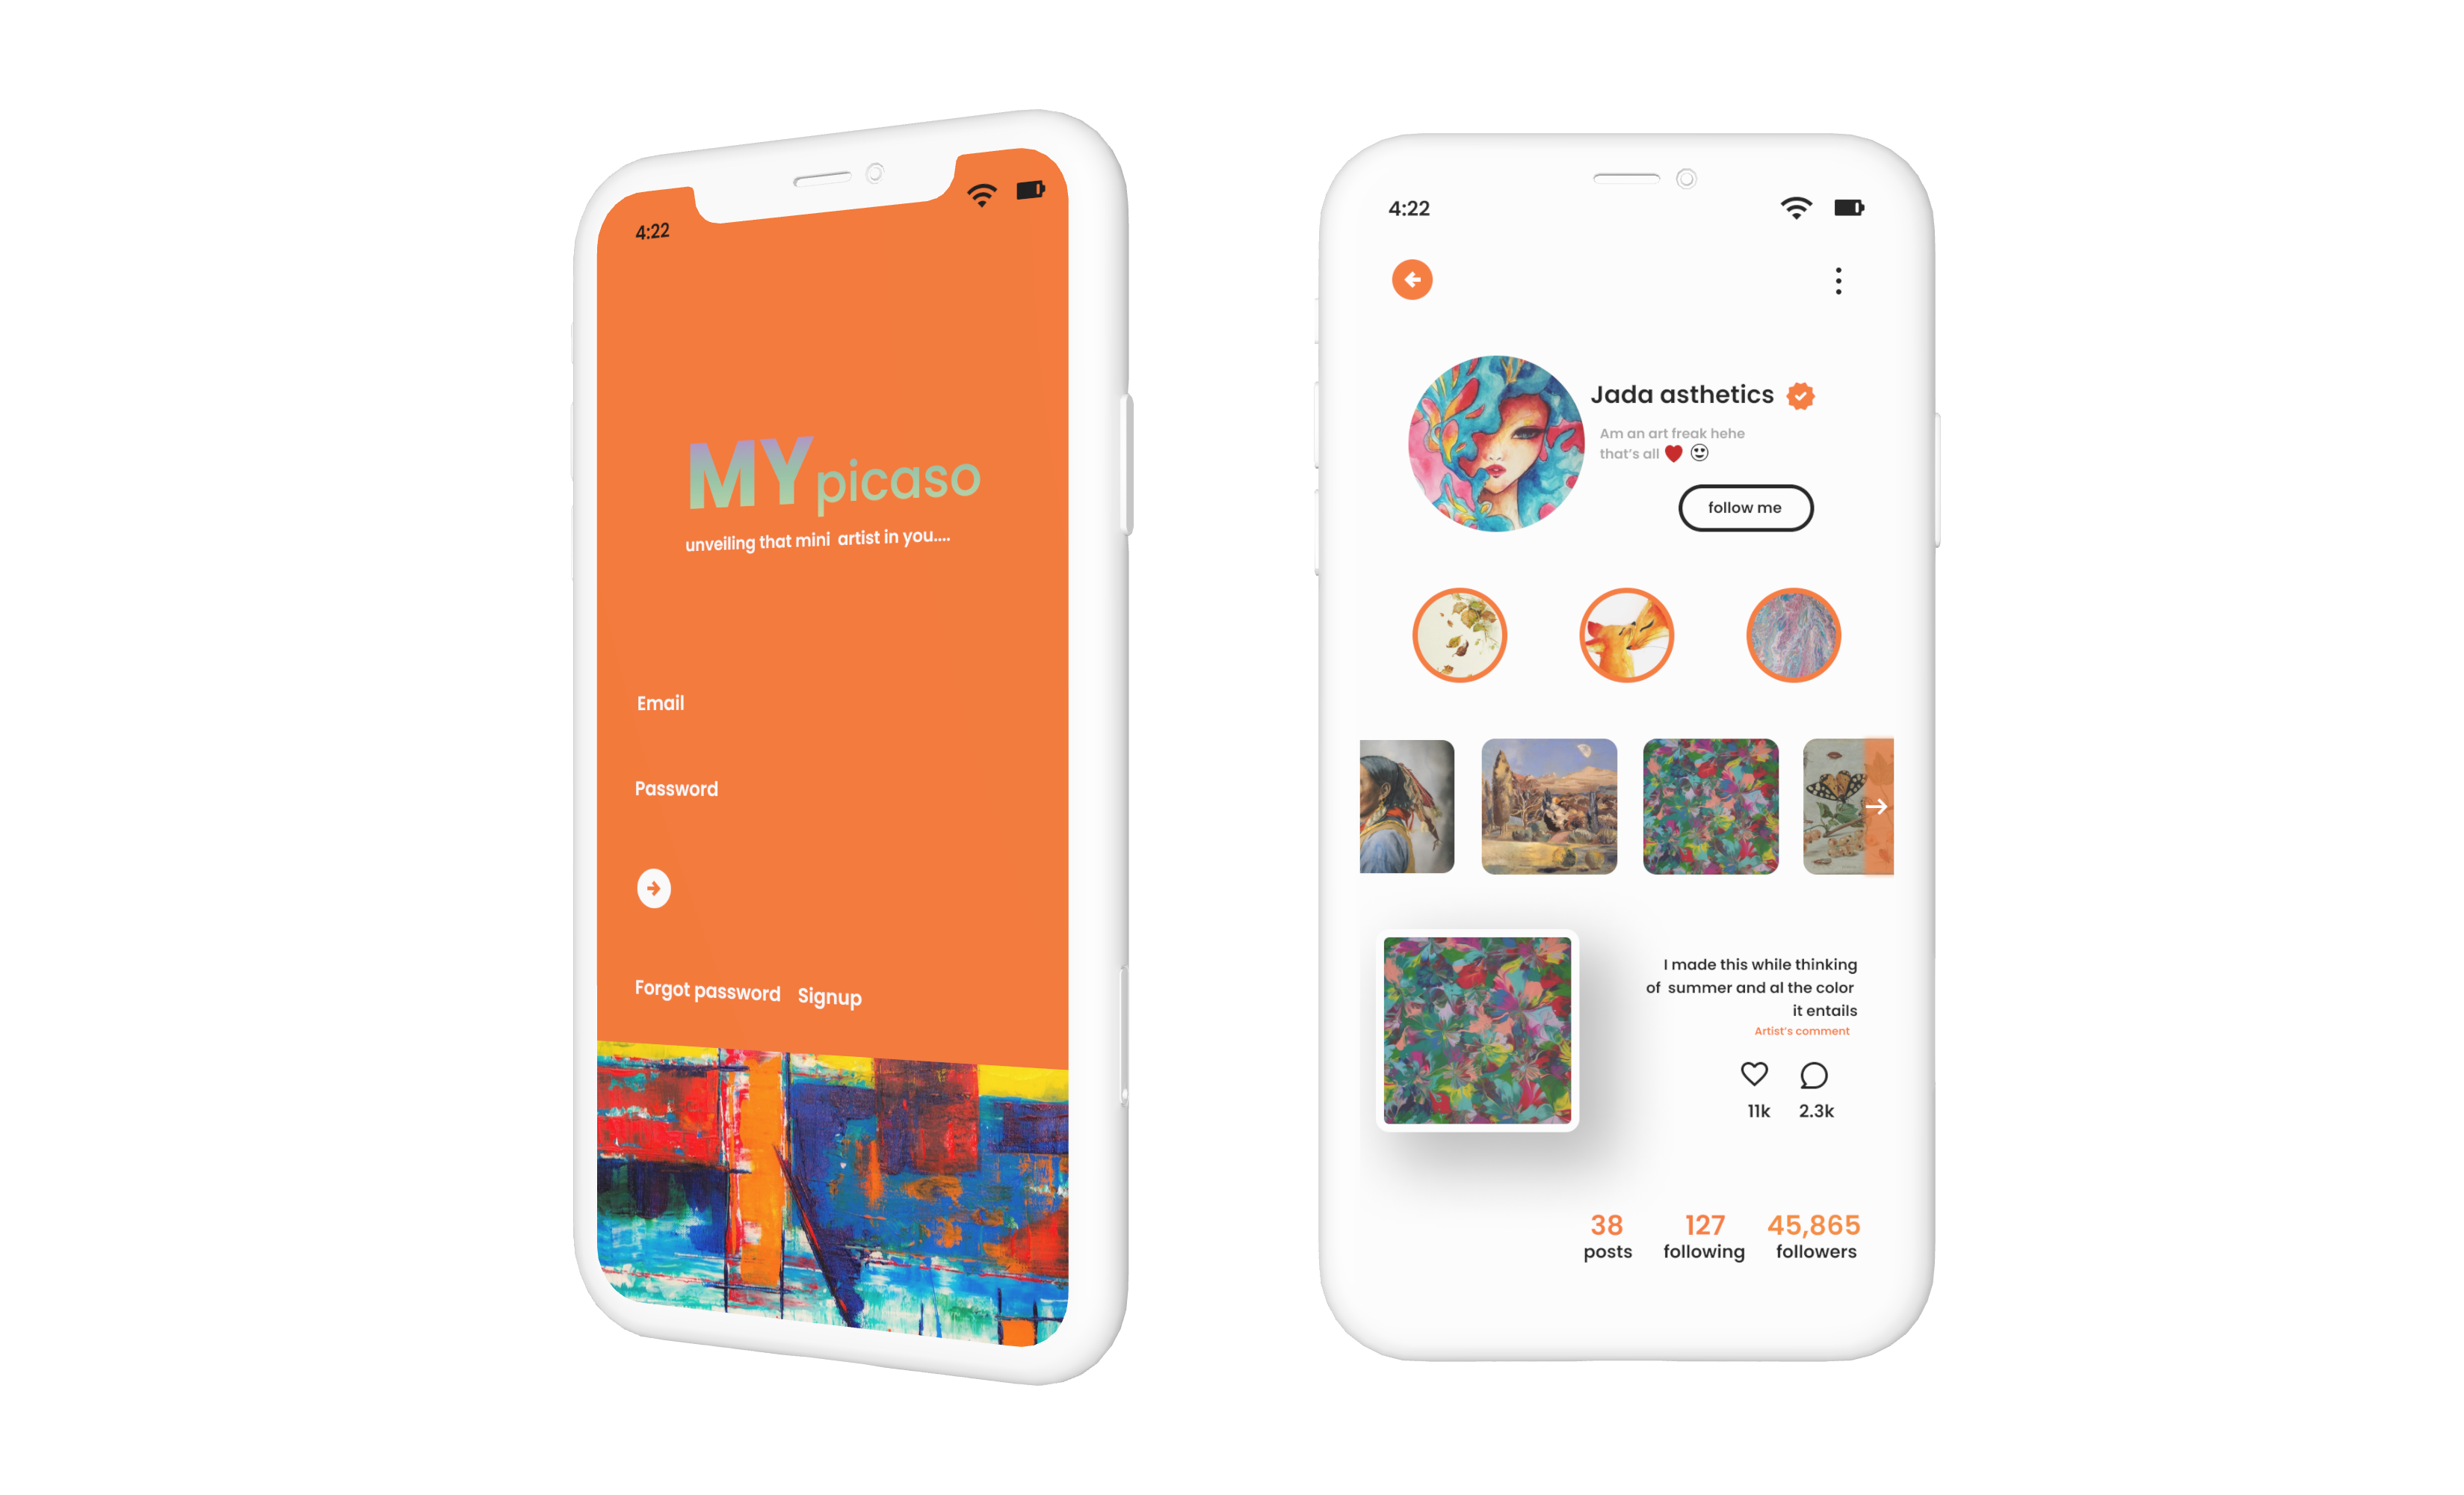 4:22
MYpicaso
unveiling that mini artist in you....
Email
Password
Forgot password Signup
4:22
Jada asthetics
Am an art freak hehe
that's all
follow me
I made this while thinking
of summer and al the color
it entails
Artist's comment
11k 2.3k
38 127 45,865
posts following followers